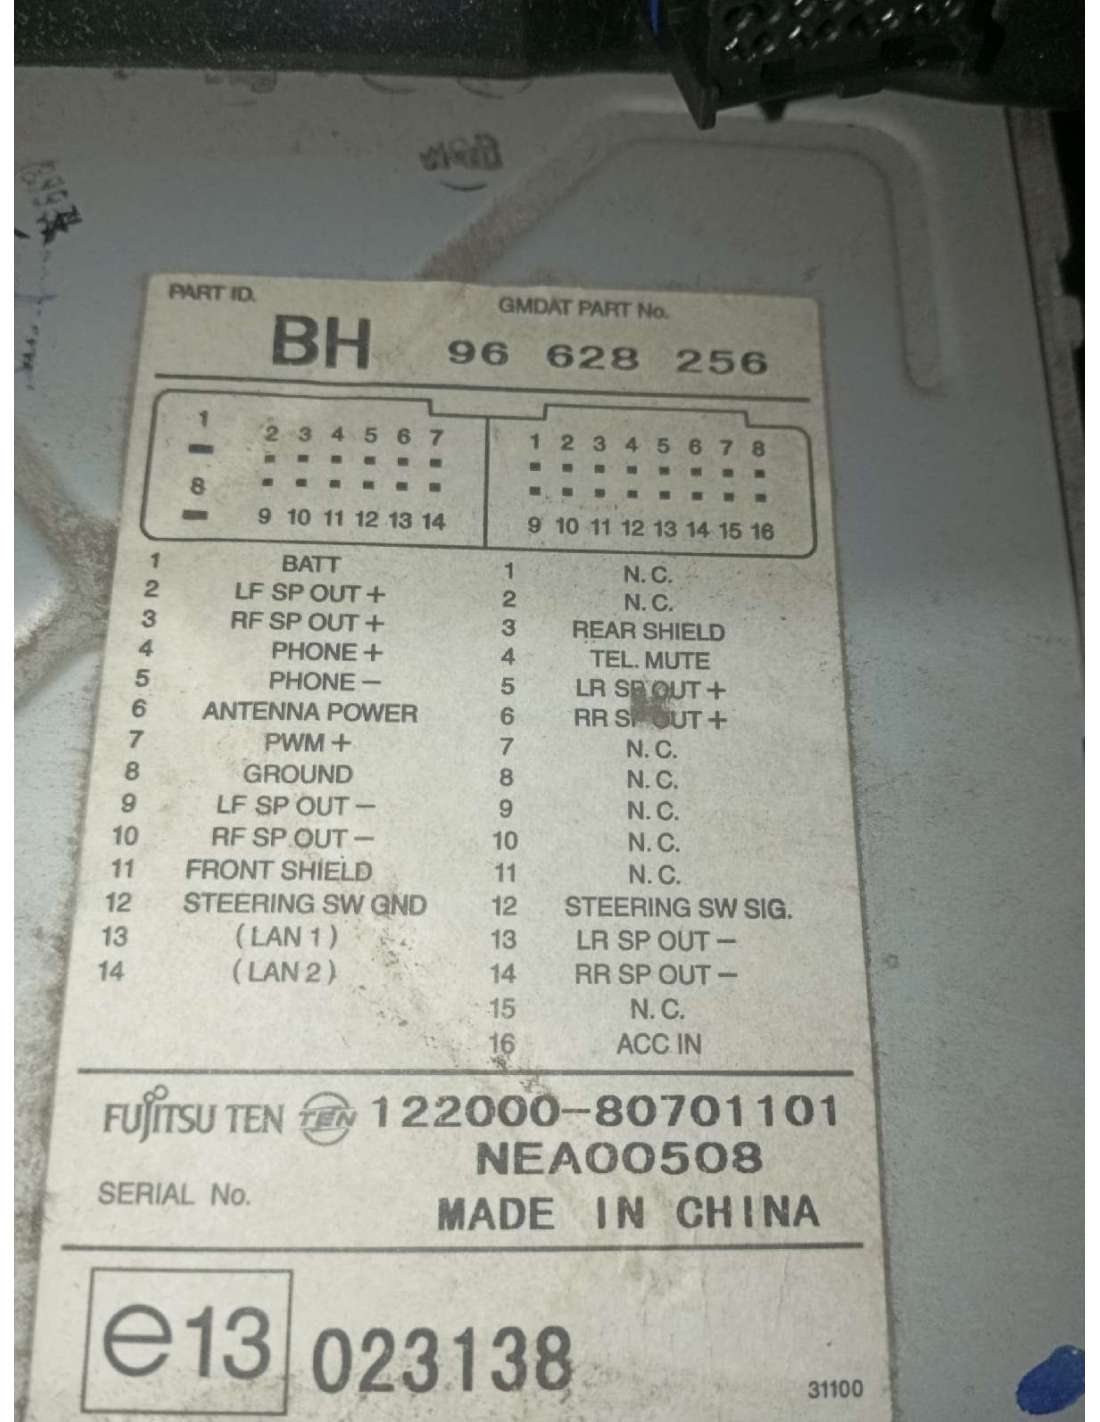 PART ID.
GMDAT PART No.
BH 96 628 256
1 2 3 4 5 6 7 1 2 3 4 5 6 7 8
8 9 10 11 12 13 14 9 10 11 12 13 14 15 16
1 BATT 1 N.C.
2 LF SP OUT + 2 N.C.
3 RF SP OUT + 3 REAR SHIELD
4 PHONE + 4 TEL. MUTE
5 PHONE − 5 LR SP OUT +
6 ANTENNA POWER 6 RR SP OUT +
7 PWM + 7 N.C.
8 GROUND 8 N.C.
9 LF SP OUT − 9 N.C.
10 RF SP OUT − 10 N.C.
11 FRONT SHIELD 11 N.C.
12 STEERING SW GND 12 STEERING SW SIG.
13 (LAN 1) 13 LR SP OUT −
14 (LAN 2) 14 RR SP OUT −
15 N.C.
16 ACC IN
FUJITSU TEN TEN 122000-80701101
NEA00508
SERIAL No.
MADE IN CHINA
e13 023138
31100